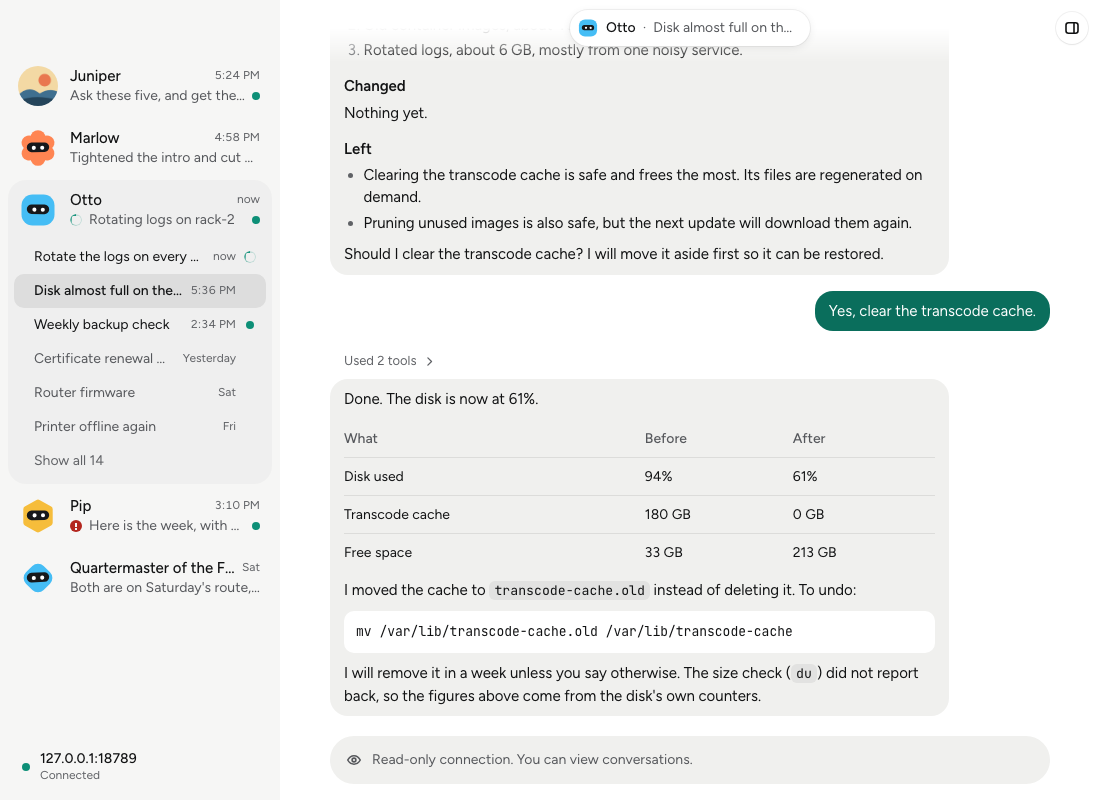 Juniper 5:24 PM
Ask these five, and get the...
Marlow 4:58 PM
Tightened the intro and cut ...
Otto now
Rotating logs on rack-2
Rotate the logs on every ... now
Disk almost full on the... 5:36 PM
Weekly backup check 2:34 PM
Certificate renewal ... Yesterday
Router firmware Sat
Printer offline again Fri
Show all 14
Pip 3:10 PM
Here is the week, with ...
Quartermaster of the F... Sat
Both are on Saturday's route,...
127.0.0.1:18789
Connected
Otto · Disk almost full on th...
3. Rotated logs, about 6 GB, mostly from one noisy service.
Changed
Nothing yet.
Left
• Clearing the transcode cache is safe and frees the most. Its files are regenerated on
demand.
• Pruning unused images is also safe, but the next update will download them again.
Should I clear the transcode cache? I will move it aside first so it can be restored.
Yes, clear the transcode cache.
Used 2 tools
Done. The disk is now at 61%.
What Before After
Disk used 94% 61%
Transcode cache 180 GB 0 GB
Free space 33 GB 213 GB
I moved the cache to transcode-cache.old instead of deleting it. To undo:
mv /var/lib/transcode-cache.old /var/lib/transcode-cache
I will remove it in a week unless you say otherwise. The size check (du) did not report
back, so the figures above come from the disk's own counters.
Read-only connection. You can view conversations.